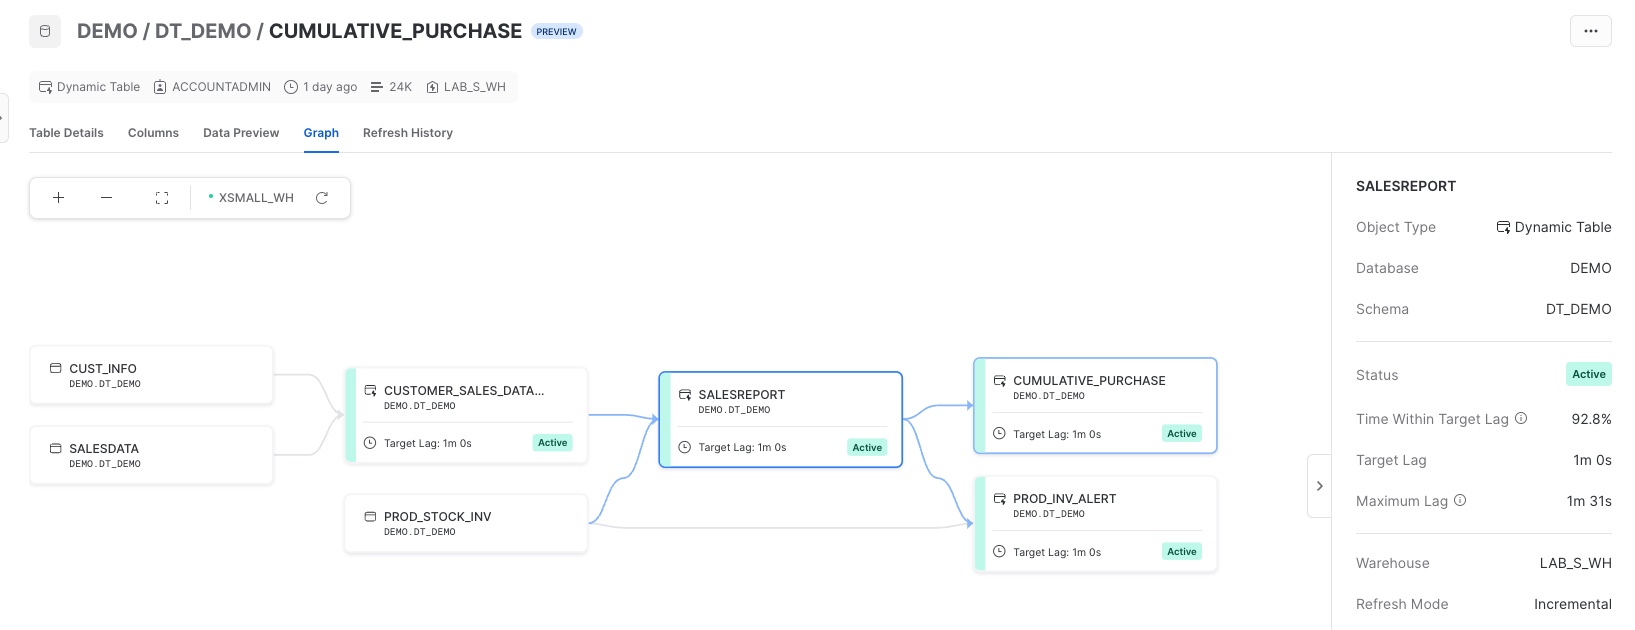 DEMO / DT_DEMO / CUMULATIVE_PURCHASE PREVIEW
Dynamic Table ACCOUNTADMIN 1 day ago 24K LAB_S_WH
Table Details Columns Data Preview Graph Refresh History
XSMALL_WH
CUST_INFO
DEMO.DT_DEMO
SALESDATA
DEMO.DT_DEMO
CUSTOMER_SALES_DATA...
DEMO.DT_DEMO
Target Lag: 1m 0s Active
PROD_STOCK_INV
DEMO.DT_DEMO
SALESREPORT
DEMO.DT_DEMO
Target Lag: 1m 0s Active
CUMULATIVE_PURCHASE
DEMO.DT_DEMO
Target Lag: 1m 0s Active
PROD_INV_ALERT
DEMO.DT_DEMO
Target Lag: 1m 0s Active
SALESREPORT
Object Type Dynamic Table
Database DEMO
Schema DT_DEMO
Status Active
Time Within Target Lag 92.8%
Target Lag 1m 0s
Maximum Lag 1m 31s
Warehouse LAB_S_WH
Refresh Mode Incremental